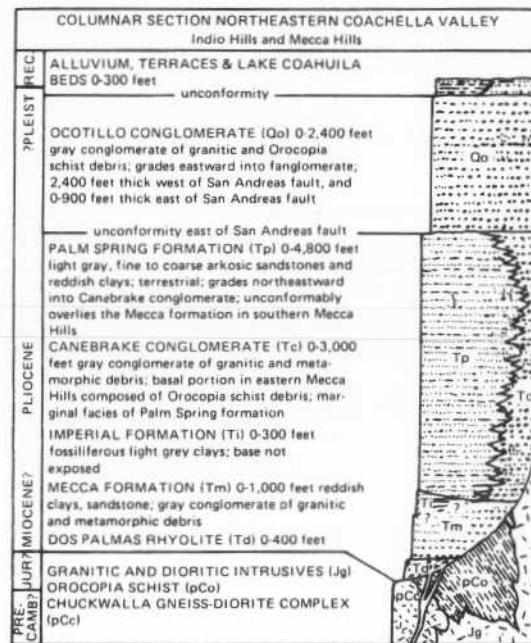 COLUMNAR SECTION NORTHEASTERN COACHELLA VALLEY
Indio Hills and Mecca Hills
REC.
ALLUVIUM, TERRACES & LAKE COAHUILA
BEDS 0-300 feet
unconformity
?PLEIST
OCOTILLO CONGLOMERATE (Qo) 0-2,400 feet
gray conglomerate of granitic and Orocopia
schist debris; grades eastward into fanglomerate;
2,400 feet thick west of San Andreas fault, and
0-900 feet thick east of San Andreas fault
Qo
unconformity east of San Andreas fault
PLIOCENE
PALM SPRING FORMATION (Tp) 0-4,800 feet
light gray, fine to coarse arkosic sandstones and
reddish clays; terrestrial; grades northeastward
into Canebrake conglomerate; unconformably
overlies the Mecca formation in southern Mecca
Hills
CANEBRAKE CONGLOMERATE (Tc) 0-3,000
feet gray conglomerate of granitic and meta-
morphic debris; basal portion in eastern Mecca
Hills composed of Orocopia schist debris; mar-
ginal facies of Palm Spring formation
Tp
IMPERIAL FORMATION (Ti) 0-300 feet
fossiliferous light grey clays; base not
exposed
MIOCENE?
MECCA FORMATION (Tm) 0-1,000 feet reddish
clays, sandstone; gray conglomerate of granitic
and metamorphic debris
Tm
DOS PALMAS RHYOLITE (Td) 0-400 feet
JUR?
GRANITIC AND DIORITIC INTRUSIVES (Jg)
OROCOPIA SCHIST (pCo)
pCo
PRE-
CAMB?
CHUCKWALLA GNEISS-DIORITE COMPLEX
(pCc)
Jg